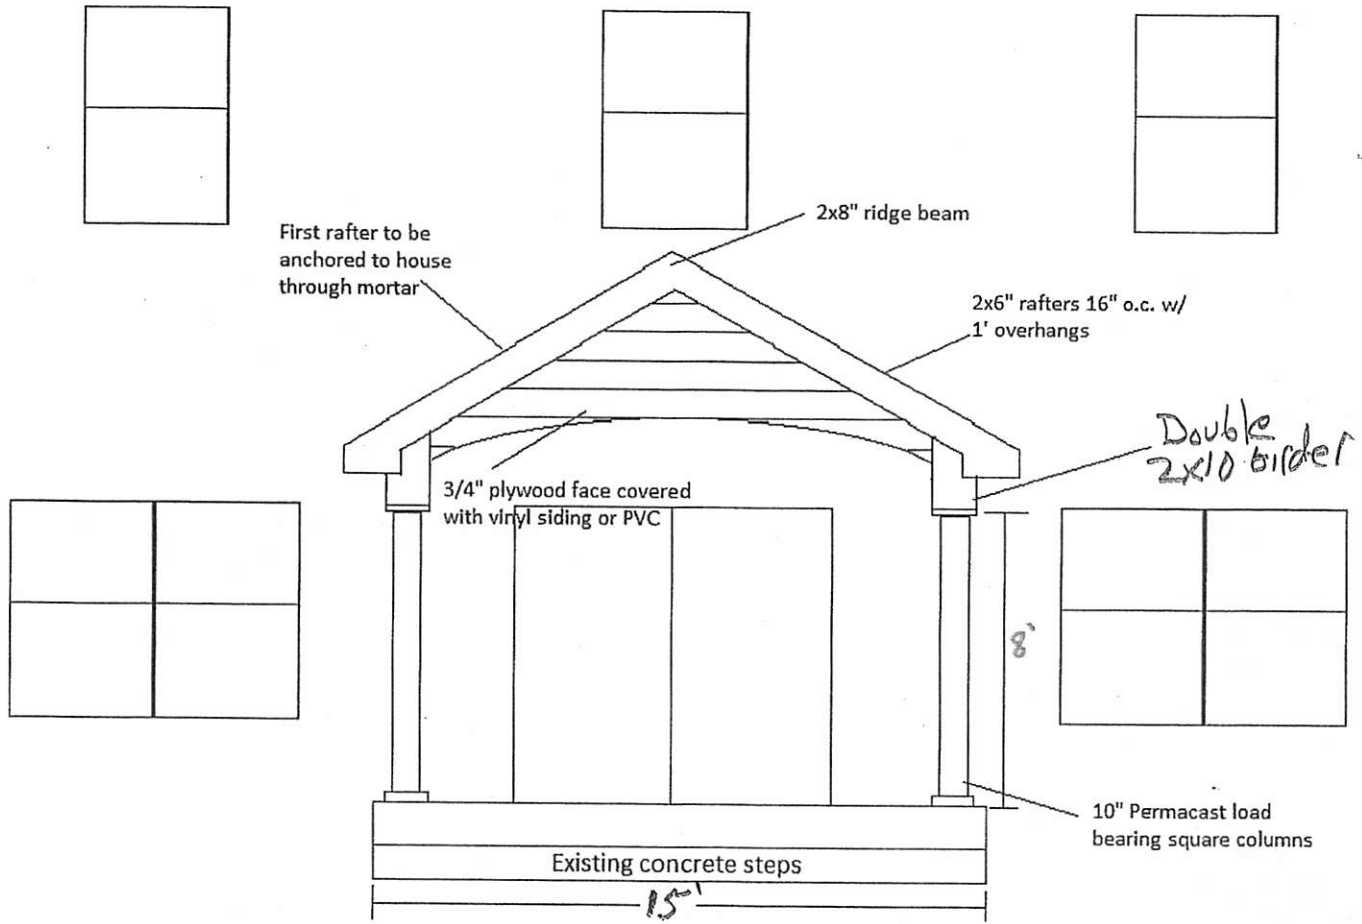 2x8" ridge beam
First rafter to be
anchored to house
through mortar
2x6" rafters 16" o.c. w/
1' overhangs
Double
2x10 Girder
3/4" plywood face covered
with vinyl siding or PVC
8'
10" Permacast load
bearing square columns
Existing concrete steps
15'